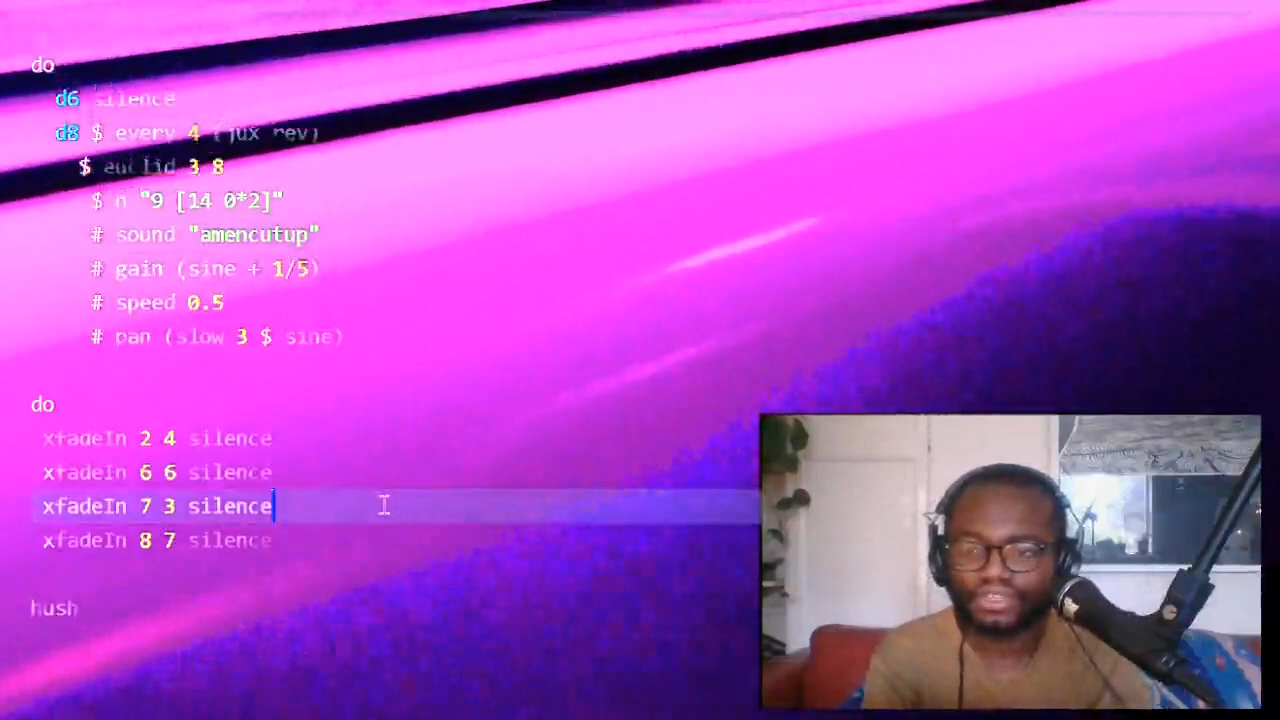 do
d6 silence
d8 $ every 4 (jux rev)
$ euclid 3 8
$ n "9 [14 0*2]"
# sound "amencutup"
# gain (sine + 1/5)
# speed 0.5
# pan (slow 3 $ sine)
do
xfadeIn 2 4 silence
xfadeIn 6 6 silence
xfadeIn 7 3 silence
xfadeIn 8 7 silence
hush